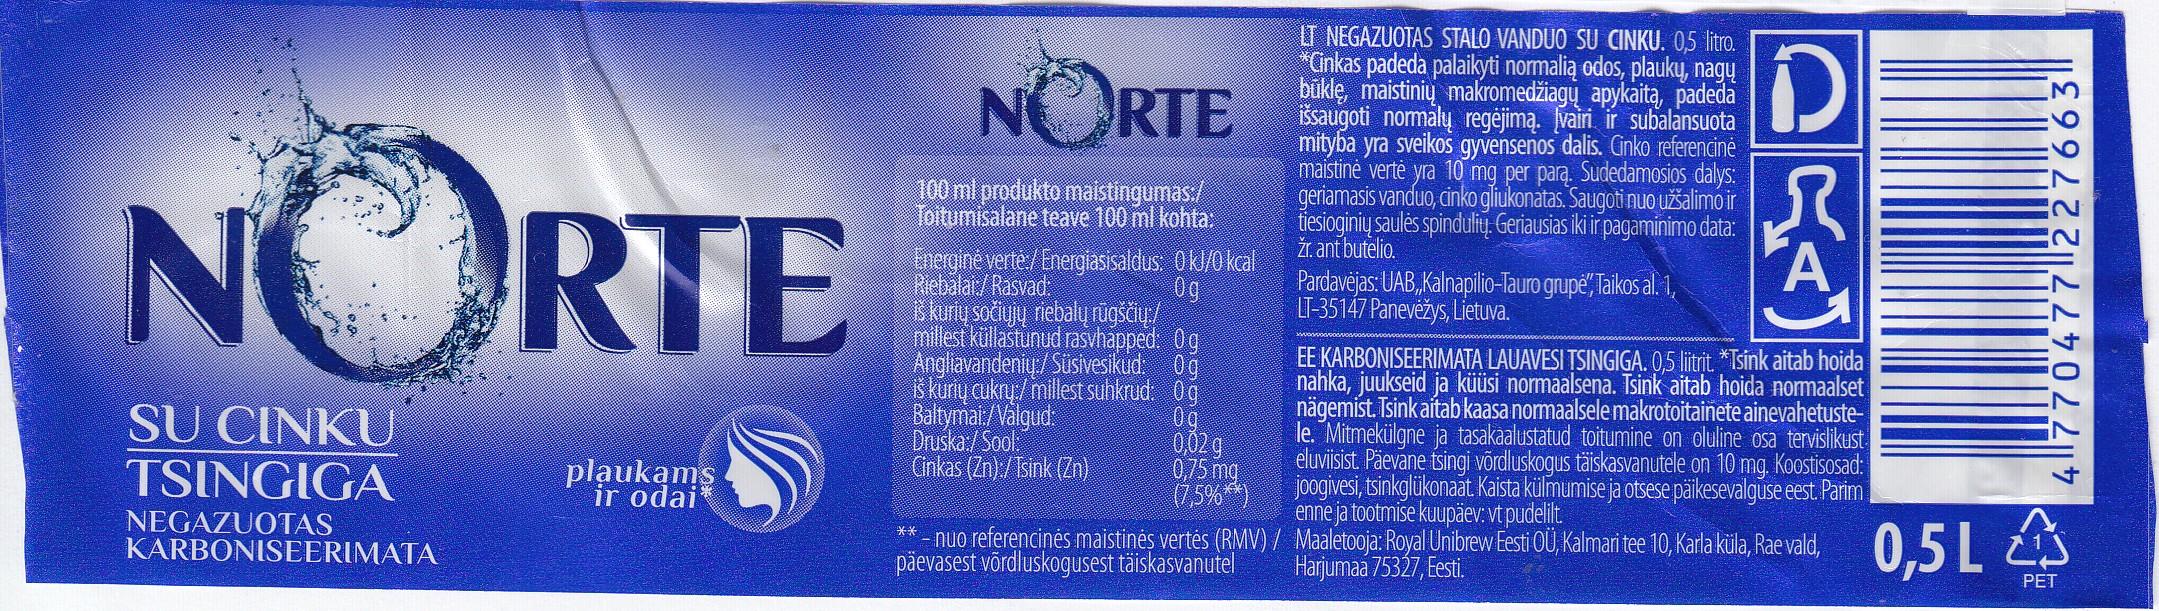 NORTE
SU CINKU
TSINGIGA
NEGAZUOTAS
KARBONISEERIMATA
plaukams
ir odai*
NORTE
100 ml produkto maistingumas:/
Toitumisalane teave 100 ml kohta:
Energinė vertė:/ Energiasisaldus: 0 kJ/0 kcal
Riebalai:/ Rasvad: 0 g
iš kurių sočiųjų riebalų rūgščių:/
millest küllastunud rasvhapped: 0 g
Angliavandenių:/ Süsivesikud: 0 g
iš kurių cukrų:/ millest suhkrud: 0 g
Baltymai:/ Valgud: 0 g
Druska:/ Sool: 0,02 g
Cinkas (Zn):/ Tsink (Zn) 0,75 mg
(7,5%**)
** – nuo referencinės maistinės vertės (RMV) /
päevasest võrdluskogusest täiskasvanutel
LT NEGAZUOTAS STALO VANDUO SU CINKU. 0,5 litro.
*Cinkas padeda palaikyti normalią odos, plaukų, nagų
būklę, maistinių makromedžiagų apykaitą, padeda
išsaugoti normalų regėjimą. Įvairi ir subalansuota
mityba yra sveikos gyvensenos dalis. Cinko referencinė
maistinė vertė yra 10 mg per parą. Sudedamosios dalys:
geriamasis vanduo, cinko gliukonatas. Saugoti nuo užšalimo ir
tiesioginių saulės spindulių. Geriausias iki ir pagaminimo data:
žr. ant butelio.
Pardavėjas: UAB „Kalnapilio-Tauro grupė", Taikos al. 1,
LT-35147 Panevėžys, Lietuva.
EE KARBONISEERIMATA LAUAVESI TSINGIGA. 0,5 liitrit. *Tsink aitab hoida
nahka, juukseid ja küüsi normaalsena. Tsink aitab hoida normaalset
nägemist. Tsink aitab kaasa normaalsele makrotoitainete ainevahetuste-
le. Mitmekülgne ja tasakaalustatud toitumine on oluline osa tervislikust
eluviisist. Päevane tsingi võrdluskogus täiskasvanutele on 10 mg. Koostisosad:
joogivesi, tsinkglükonaat. Kaista külmumise ja otsese päikesevalguse eest. Parim
enne ja tootmise kuupäev: vt pudelilt.
Maaletooja: Royal Unibrew Eesti OÜ, Kalmari tee 10, Karla küla, Rae vald,
Harjumaa 75327, Eesti.
A
4 770477 227663
0,5 L
1
PET